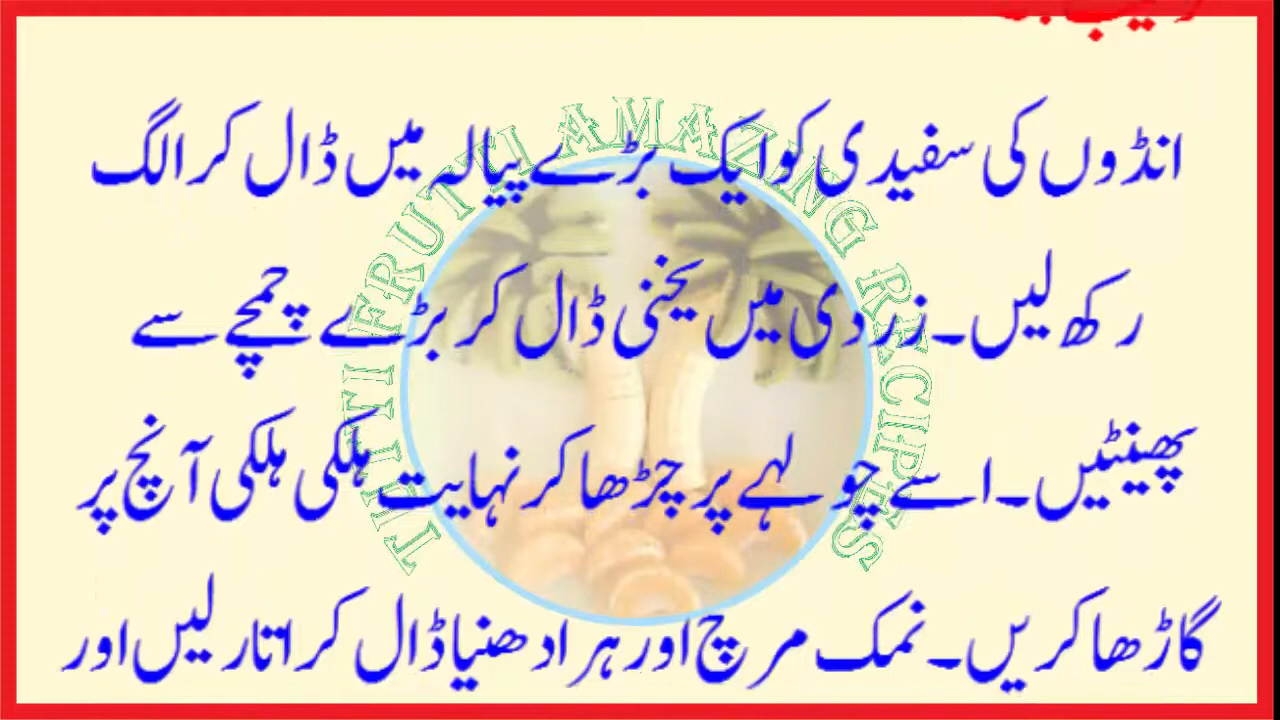 انڈوں کی سفیدی کو ایک بڑے پیالہ میں ڈال کر الگ
رکھ لیں۔ زردی میں یخنی ڈال کر بڑے چمچے سے
پھینٹیں۔ اسے چولہے پر چڑھا کر نہایت ہلکی ہلکی آنچ پر
گاڑھا کریں۔ نمک مرچ اور ہرا دھنیا ڈال کر اتار لیں اور
THTTI FRUTTI AMAZING RECIPES